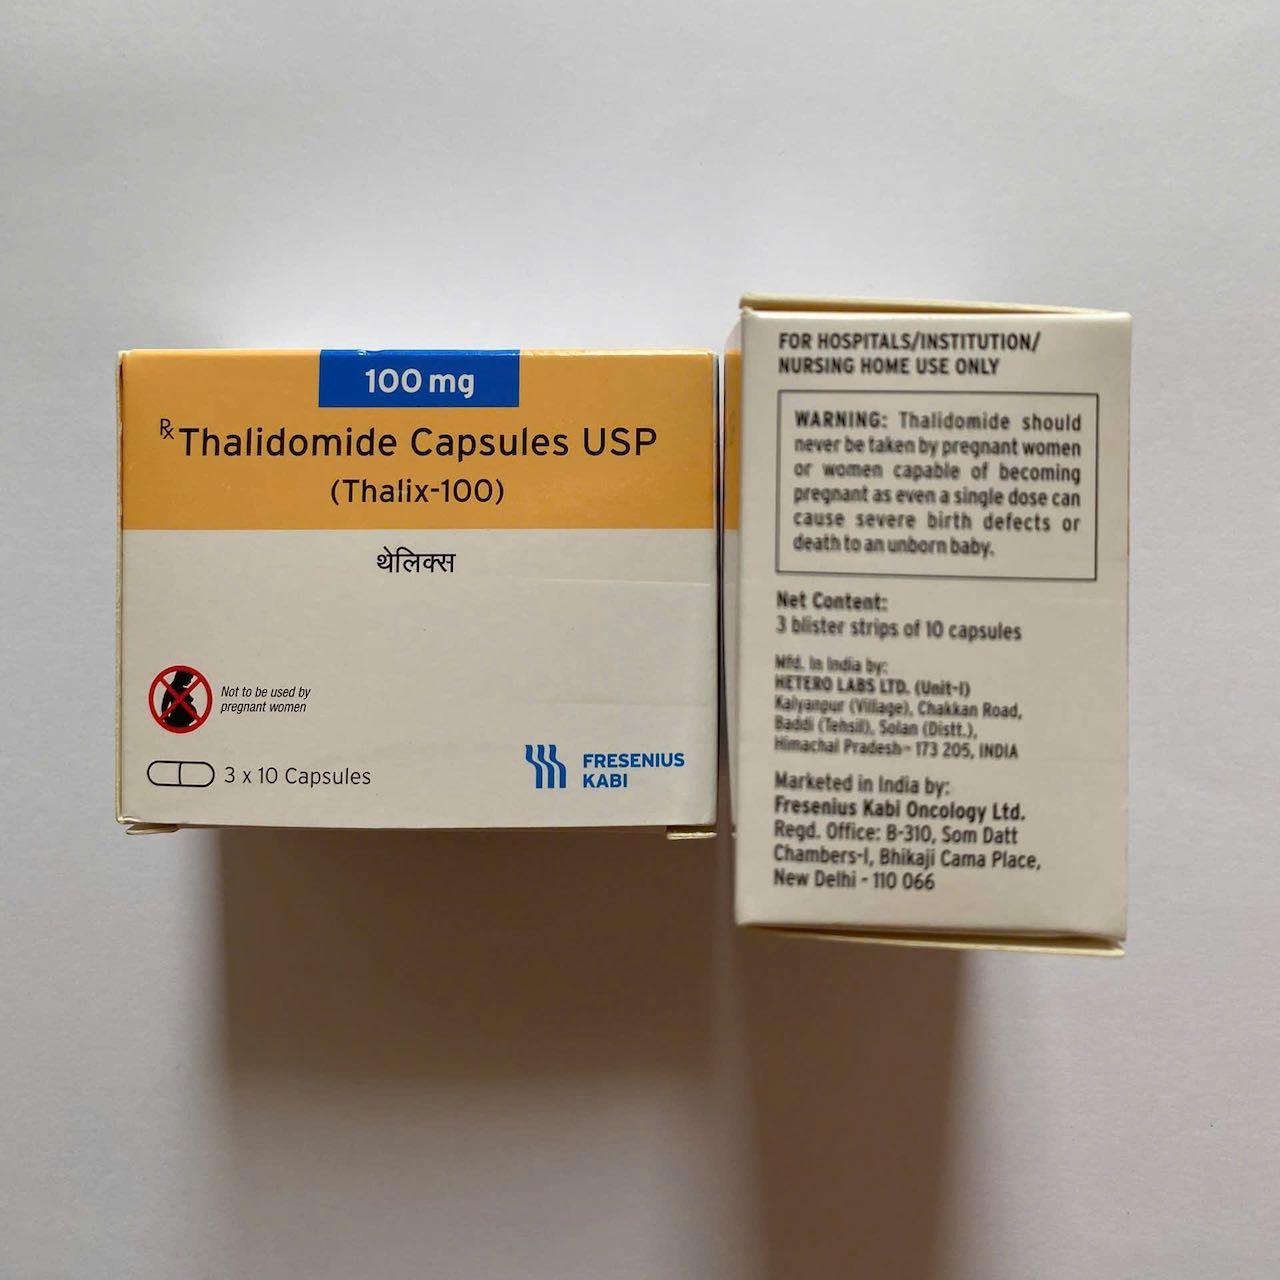 100 mg
Rx Thalidomide Capsules USP
(Thalix-100)
थेलिक्स
Not to be used by
pregnant women
3 x 10 Capsules
FRESENIUS
KABI
FOR HOSPITALS/INSTITUTION/
NURSING HOME USE ONLY
WARNING: Thalidomide should
never be taken by pregnant women
or women capable of becoming
pregnant as even a single dose can
cause severe birth defects or
death to an unborn baby.
Net Content:
3 blister strips of 10 capsules
Mfd. in India by:
HETERO LABS LTD. (Unit-I)
Kalyanpur (Village), Chakkan Road,
Baddi (Tehsil), Solan (Distt.),
Himachal Pradesh - 173 205, INDIA
Marketed in India by:
Fresenius Kabi Oncology Ltd.
Regd. Office: B-310, Som Datt
Chambers-I, Bhikaji Cama Place,
New Delhi - 110 066